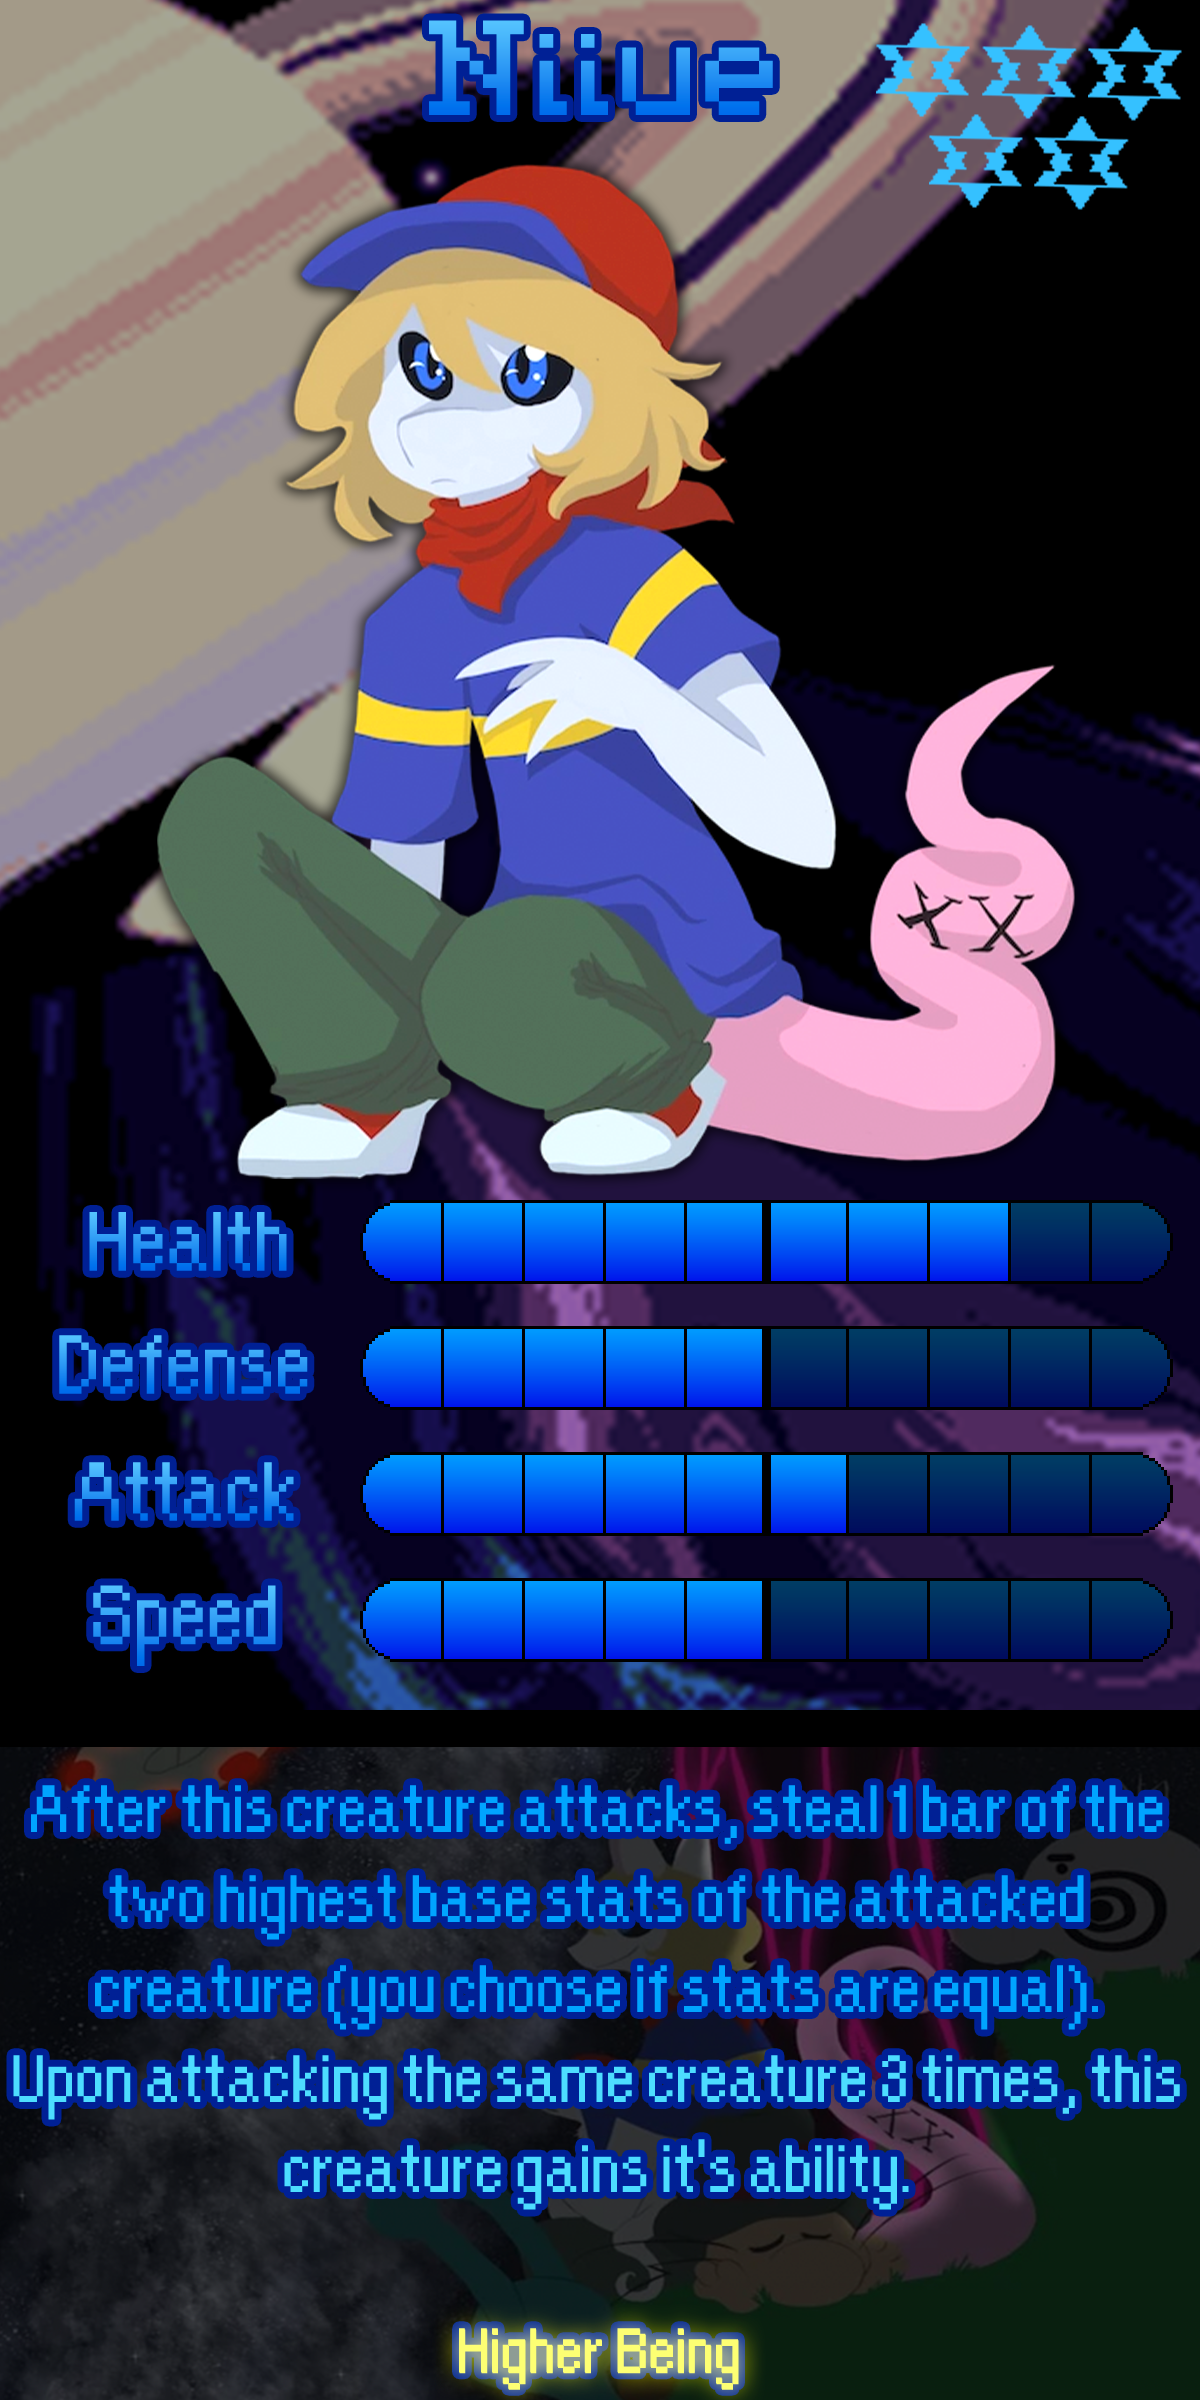 Niiue
XX
Health
Defense
Attack
Speed
After this creature attacks, steal 1 bar of the
two highest base stats of the attacked
creature (you choose if stats are equal).
Upon attacking the same creature 3 times, this
creature gains it's ability.
XX
Higher Being